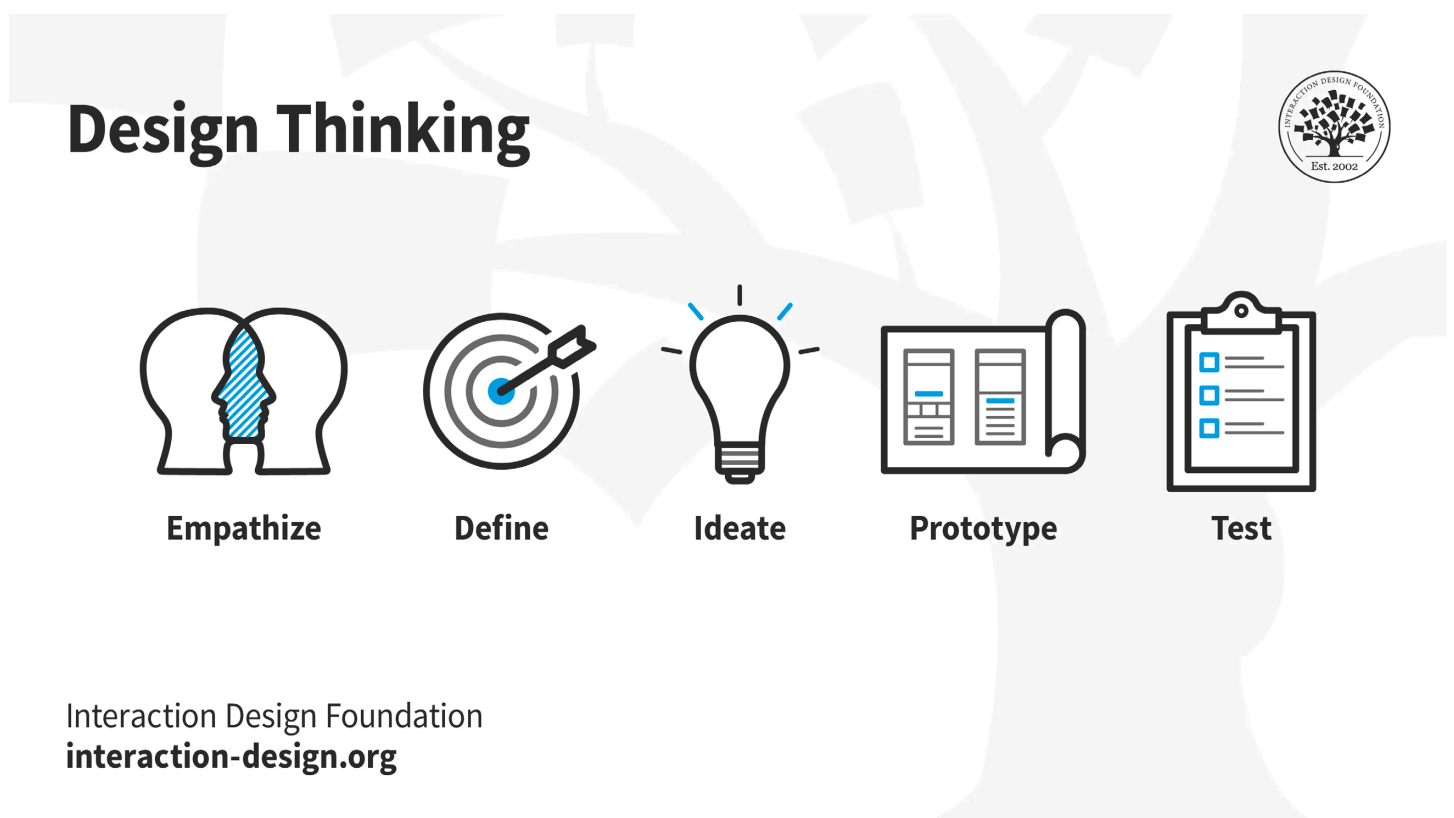 Design Thinking
INTERACTION DESIGN FOUNDATION
Est. 2002
Empathize
Define
Ideate
Prototype
Test
Interaction Design Foundation
interaction-design.org